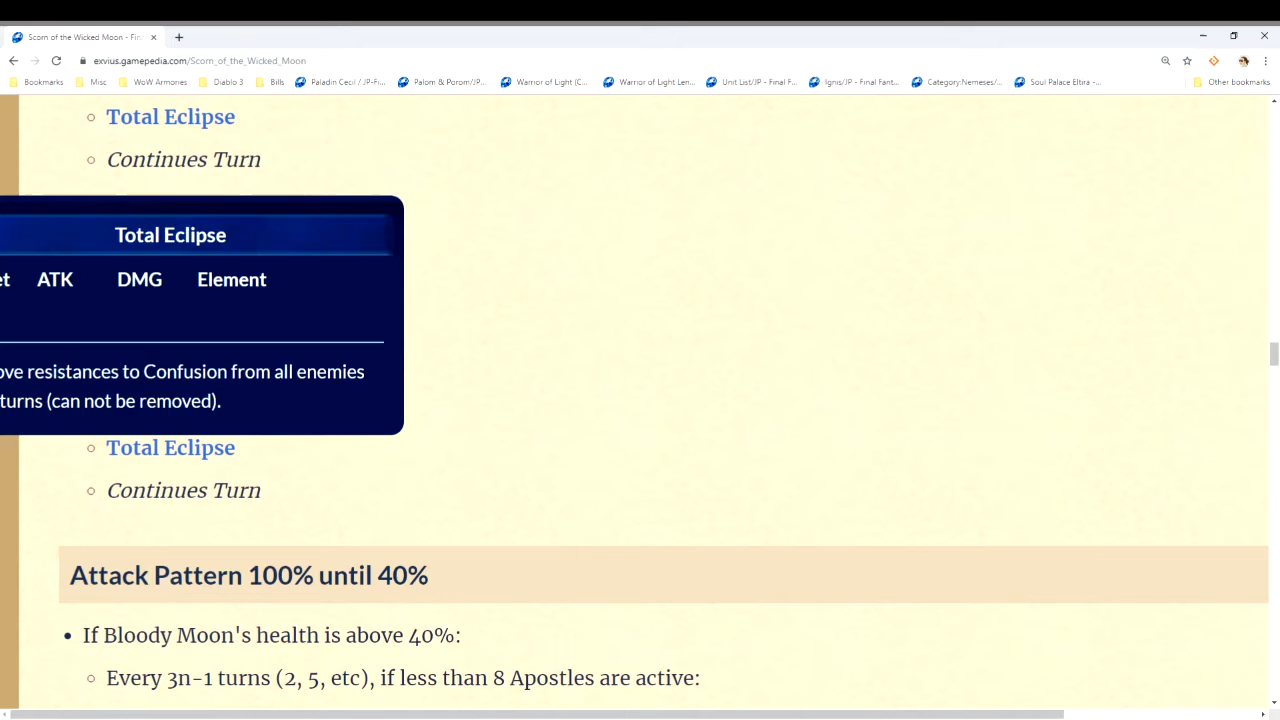 Scorn of the Wicked Moon - Fin
exvius.gamepedia.com/Scorn_of_the_Wicked_Moon
Bookmarks Misc WoW Armories Diablo 3 Bills Paladin Cecil / JP-Fi... Palom & Porom/JP... Warrior of Light (C... Warrior of Light Len... Unit List/JP - Final F... Ignis/JP - Final Fant... Category:Nemeses/... Soul Palace Eltira -... Other bookmarks
Total Eclipse
Continues Turn
Total Eclipse
et ATK DMG Element
ove resistances to Confusion from all enemies
turns (can not be removed).
Total Eclipse
Continues Turn
Attack Pattern 100% until 40%
If Bloody Moon's health is above 40%:
Every 3n-1 turns (2, 5, etc), if less than 8 Apostles are active: